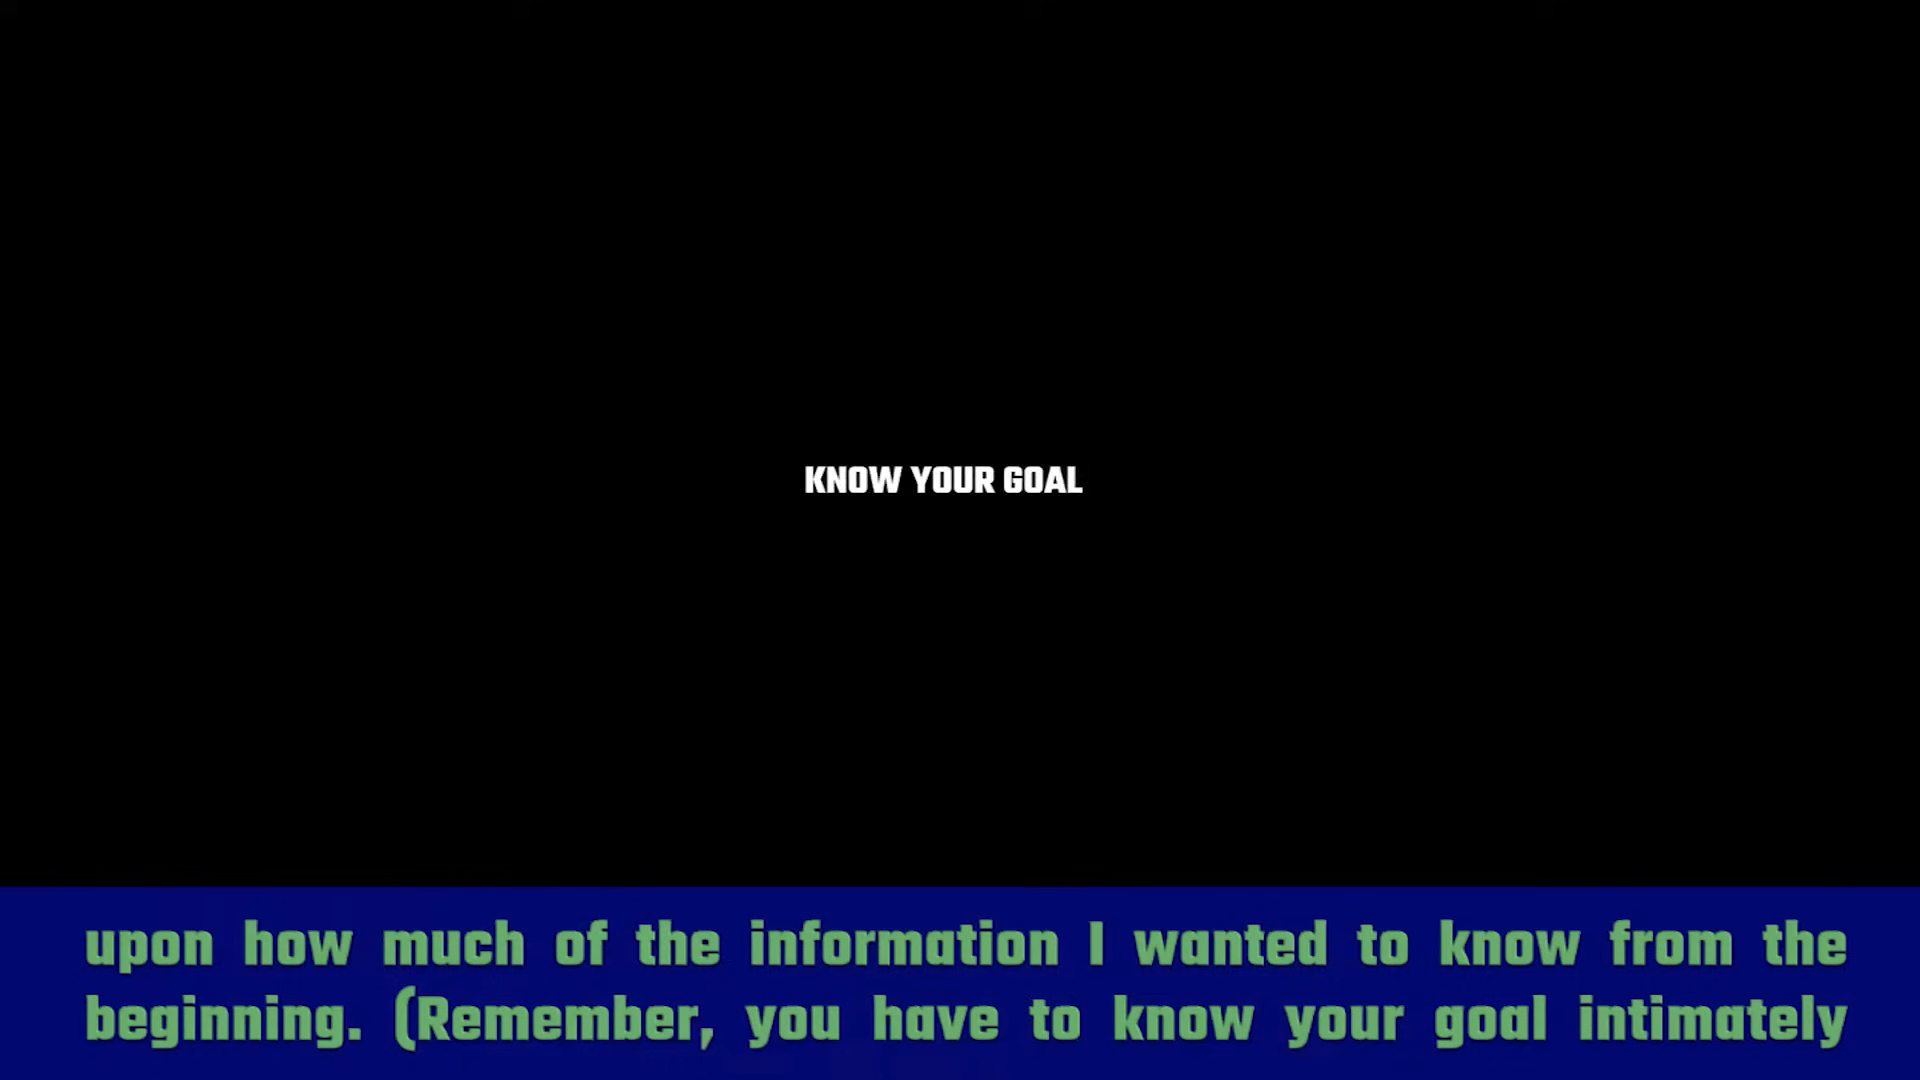 KNOW YOUR GOAL
upon how much of the information I wanted to know from the
beginning. (Remember, you have to know your goal intimately